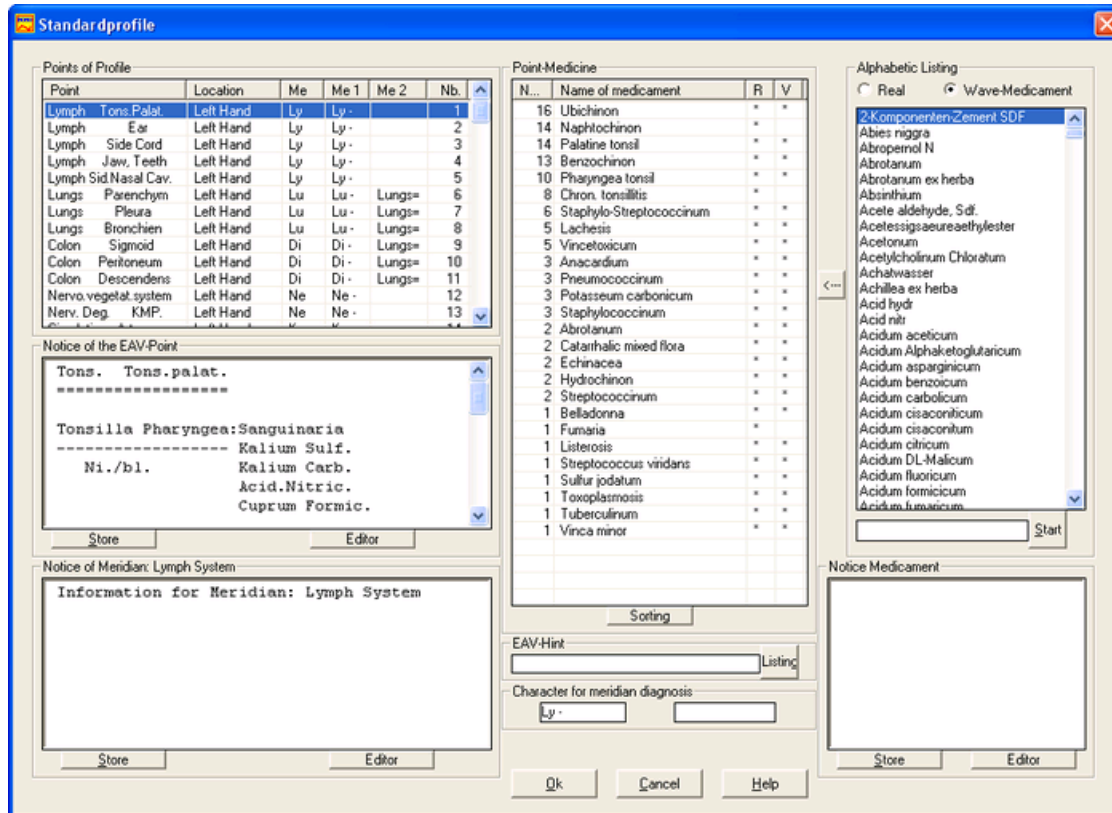 Standardprofile
Points of Profile
Point Location Me Me 1 Me 2 Nb.
Lymph Tons.Palat. Left Hand Ly Ly - 1
Lymph Ear Left Hand Ly Ly - 2
Lymph Side Cord Left Hand Ly Ly - 3
Lymph Jaw, Teeth Left Hand Ly Ly - 4
Lymph Sid.Nasal Cav. Left Hand Ly Ly - 5
Lungs Parenchym Left Hand Lu Lu - Lungs= 6
Lungs Pleura Left Hand Lu Lu - Lungs= 7
Lungs Bronchien Left Hand Lu Lu - Lungs= 8
Colon Sigmoid Left Hand Di Di - Lungs= 9
Colon Peritoneum Left Hand Di Di - Lungs= 10
Colon Descendens Left Hand Di Di - Lungs= 11
Nervo.vegetat.system Left Hand Ne Ne - 12
Nerv. Deg. KMP. Left Hand Ne Ne - 13
Notice of the EAV-Point
Tons. Tons.palat.
==================
Tonsilla Pharyngea:Sanguinaria
------------------ Kalium Sulf.
Ni./bl. Kalium Carb.
Acid.Nitric.
Cuprum Formic.
Store Editor
Notice of Meridian: Lymph System
Information for Meridian: Lymph System
Store Editor
Point-Medicine
N... Name of medicament R V
16 Ubichinon * *
14 Naphtochinon *
14 Palatine tonsil * *
13 Benzochinon * *
10 Pharyngea tonsil * *
8 Chron. tonsillitis *
6 Staphylo-Streptococcinum * *
5 Lachesis * *
5 Vincetoxicum * *
3 Anacardium * *
3 Pneumococcinum * *
3 Potasseum carbonicum * *
3 Staphylococcinum * *
2 Abrotanum * *
2 Catarrhalic mixed flora * *
2 Echinacea * *
2 Hydrochinon * *
2 Streptococcinum * *
1 Belladonna * *
1 Fumaria *
1 Listerosis * *
1 Streptococcus viridans * *
1 Sulfur jodatum * *
1 Toxoplasmosis * *
1 Tuberculinum * *
1 Vinca minor * *
Sorting
EAV-Hint
Listing
Character for meridian diagnosis
Ly -
Ok Cancel Help
<---
Alphabetic Listing
Real Wave-Medicament
2-Komponenten-Zement SDF
Abies niggra
Abropernol N
Abrotanum
Abrotanum ex herba
Absinthium
Acete aldehyde, Sdf.
Acetessigsaeureaethylester
Acetonum
Acetylcholinum Chloratum
Achatwasser
Achillea ex herba
Acid hydr
Acid nitr
Acidum aceticum
Acidum Alphaketoglutaricum
Acidum asparginicum
Acidum benzoicum
Acidum carbolicum
Acidum cisaconiticum
Acidum cisaconitum
Acidum citricum
Acidum DL-Malicum
Acidum fluoricum
Acidum formicicum
Acidum fumaricum
Start
Notice Medicament
Store Editor